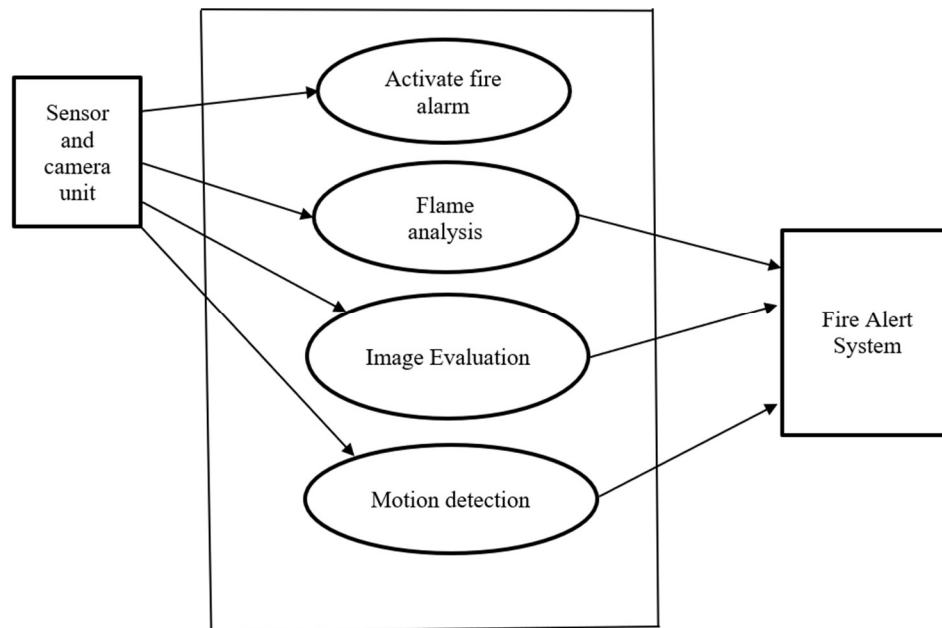 Sensor
and
camera
unit
Activate fire
alarm
Flame
analysis
Image Evaluation
Motion detection
Fire Alert
System